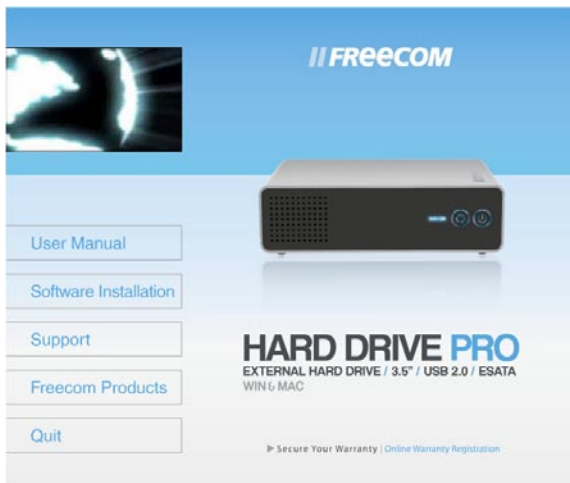 FREECOM
User Manual
Software Installation
Support
Freecom Products
Quit
HARD DRIVE PRO
EXTERNAL HARD DRIVE / 3.5" / USB 2.0 / ESATA
WIN & MAC
Secure Your Warranty | Online Warranty Registration